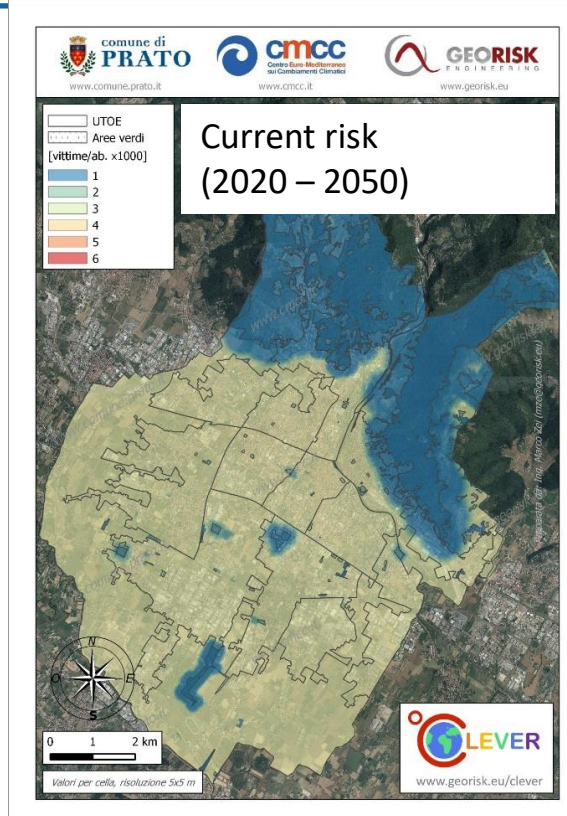 comune di
PRATO
www.comune.prato.it
cmcc
Centro Euro-Mediterraneo
sui Cambiamenti Climatici
www.cmcc.it
GEORISK
ENGINEERING
www.georisk.eu
UTOE
Aree verdi
[vittime/ab. x1000]
1
2
3
4
5
6
Current risk
(2020 – 2050)
N
O
E
S
0 1 2 km
Valori per cella, risoluzione 5x5 m
°CLEVER
www.georisk.eu/clever